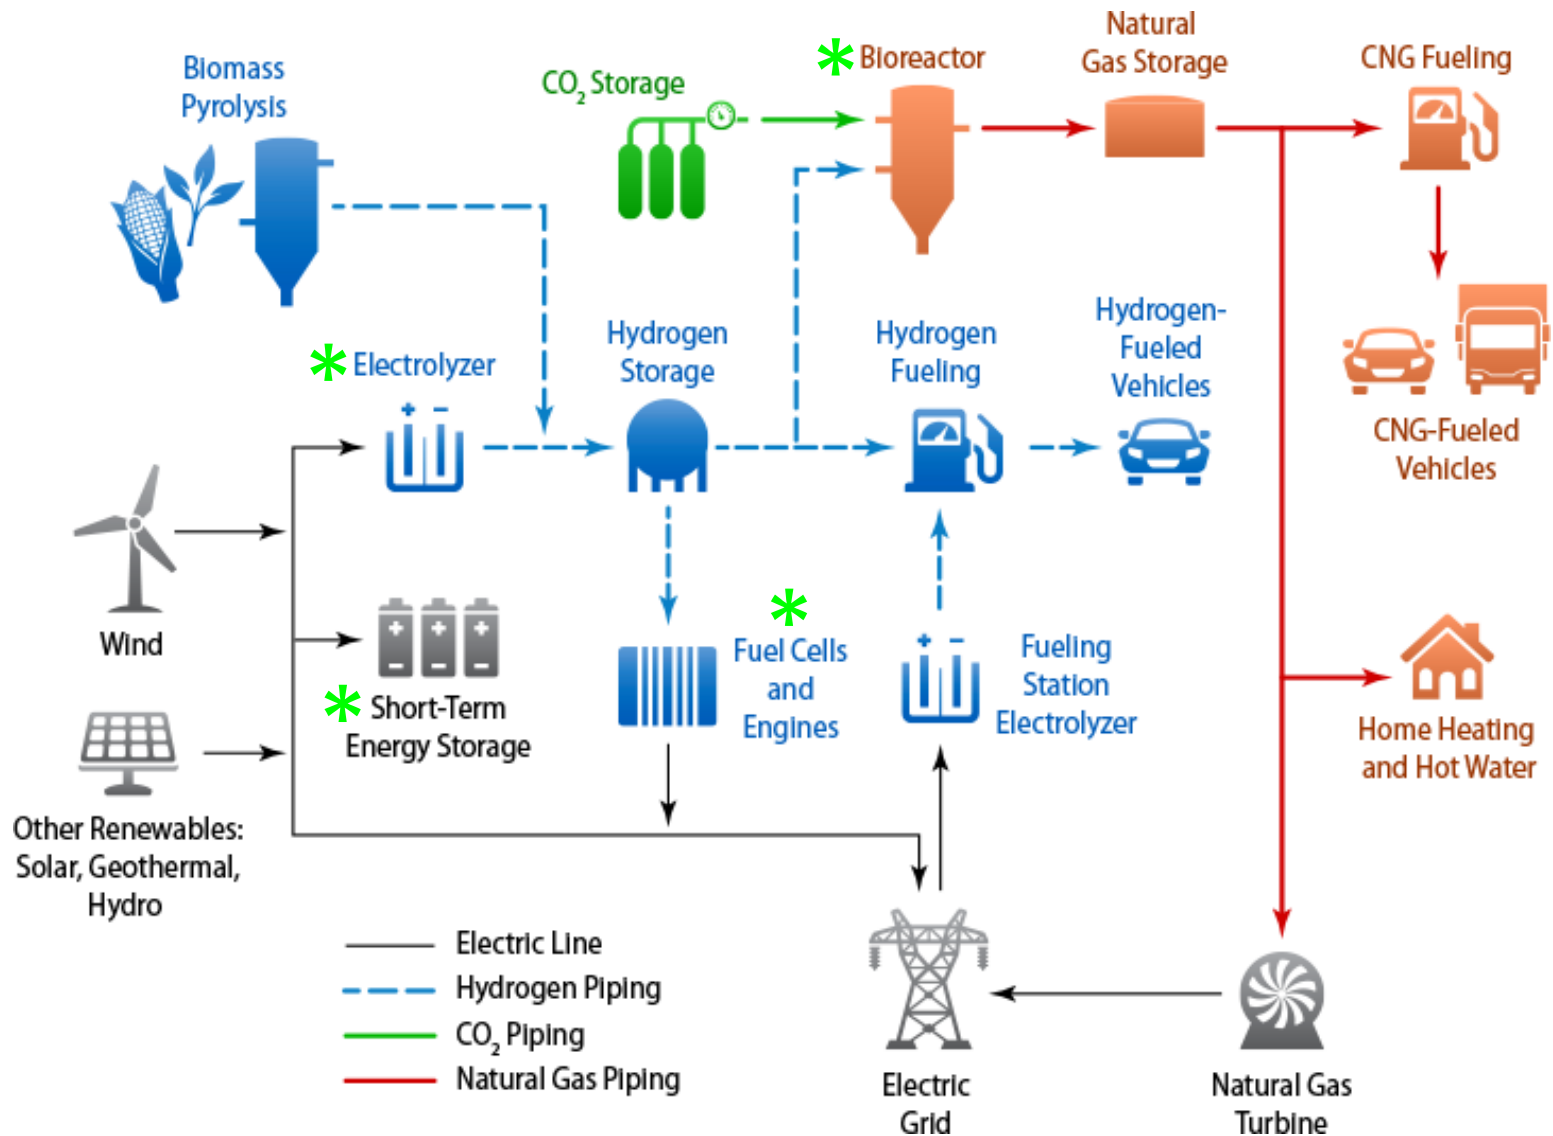 Natural
Gas Storage
Bioreactor
CNG Fueling
Biomass
Pyrolysis
CO2 Storage
Hydrogen-
Fueled
Vehicles
Hydrogen
Storage
Hydrogen
Fueling
Electrolyzer
+ −
CNG-Fueled
Vehicles
Wind
+ + +
− − −
Short-Term
Energy Storage
Fuel Cells
and
Engines
+ −
Fueling
Station
Electrolyzer
Home Heating
and Hot Water
Other Renewables:
Solar, Geothermal,
Hydro
Electric Line
Hydrogen Piping
CO2 Piping
Natural Gas Piping
Electric
Grid
Natural Gas
Turbine